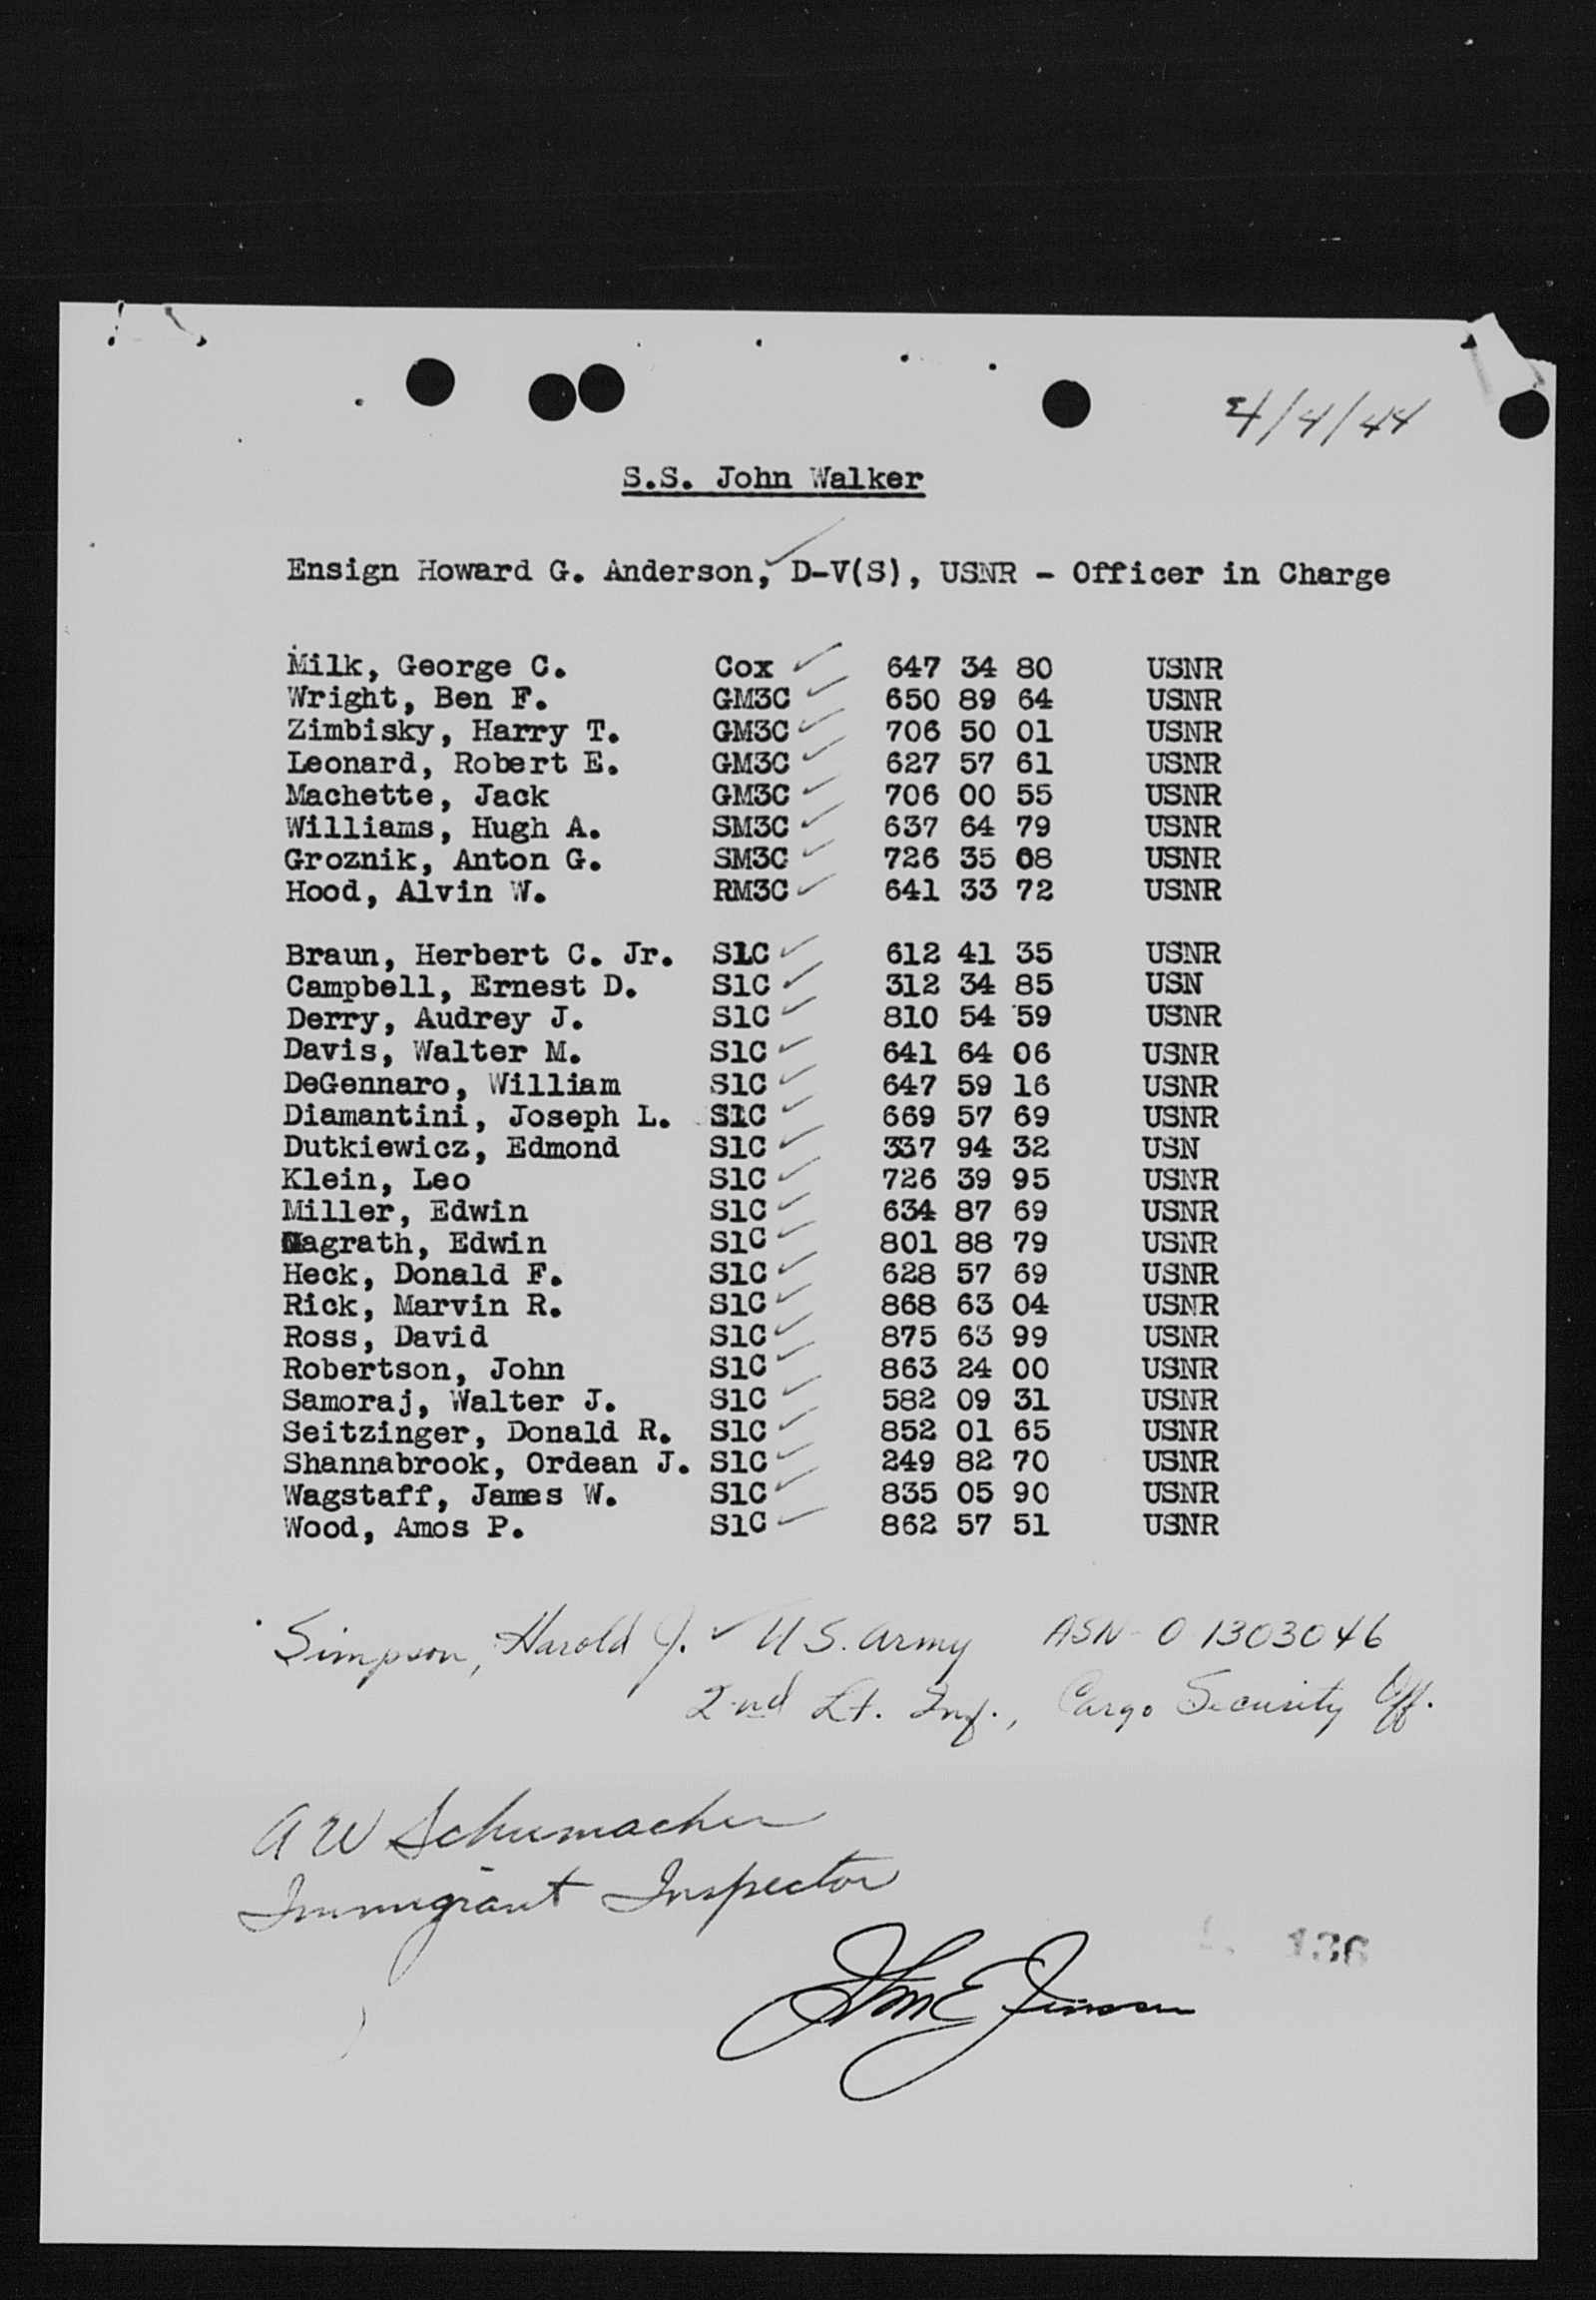 4/4/44
S.S. John Walker
Ensign Howard G. Anderson, D-V(S), USNR - Officer in Charge
Milk, George C. Cox ✓ 647 34 80 USNR
Wright, Ben F. GM3C ✓ 650 89 64 USNR
Zimbisky, Harry T. GM3C ✓ 706 50 01 USNR
Leonard, Robert E. GM3C ✓ 627 57 61 USNR
Machette, Jack GM3C ✓ 706 00 55 USNR
Williams, Hugh A. SM3C ✓ 637 64 79 USNR
Groznik, Anton G. SM3C ✓ 726 35 08 USNR
Hood, Alvin W. RM3C ✓ 641 33 72 USNR
Braun, Herbert C. Jr. S1C ✓ 612 41 35 USNR
Campbell, Ernest D. S1C ✓ 312 34 85 USN
Derry, Audrey J. S1C ✓ 810 54 59 USNR
Davis, Walter M. S1C ✓ 641 64 06 USNR
DeGennaro, William S1C ✓ 647 59 16 USNR
Diamantini, Joseph L. S1C ✓ 669 57 69 USNR
Dutkiewicz, Edmond S1C ✓ 337 94 32 USN
Klein, Leo S1C ✓ 726 39 95 USNR
Miller, Edwin S1C ✓ 634 87 69 USNR
Edwin S1C ✓ 801 88 79 USNR
Heck, Donald F. S1C ✓ 628 57 69 USNR
Rick, Marvin R. S1C ✓ 868 63 04 USNR
Ross, David S1C ✓ 875 63 99 USNR
Robertson, John S1C ✓ 863 24 00 USNR
Samoraj, Walter J. S1C ✓ 582 09 31 USNR
Seitzinger, Donald R. S1C ✓ 852 01 65 USNR
Shannabrook, Ordean J. S1C ✓ 249 82 70 USNR
Wagstaff, James W. S1C ✓ 835 05 90 USNR
Wood, Amos P. S1C ✓ 862 57 51 USNR
Simpson, Harold J. ✓ U S. Army ASN - O 1303046
2nd Lt. Inf., Cargo Security Off.
A W Schumacher
Immigrant Inspector
136